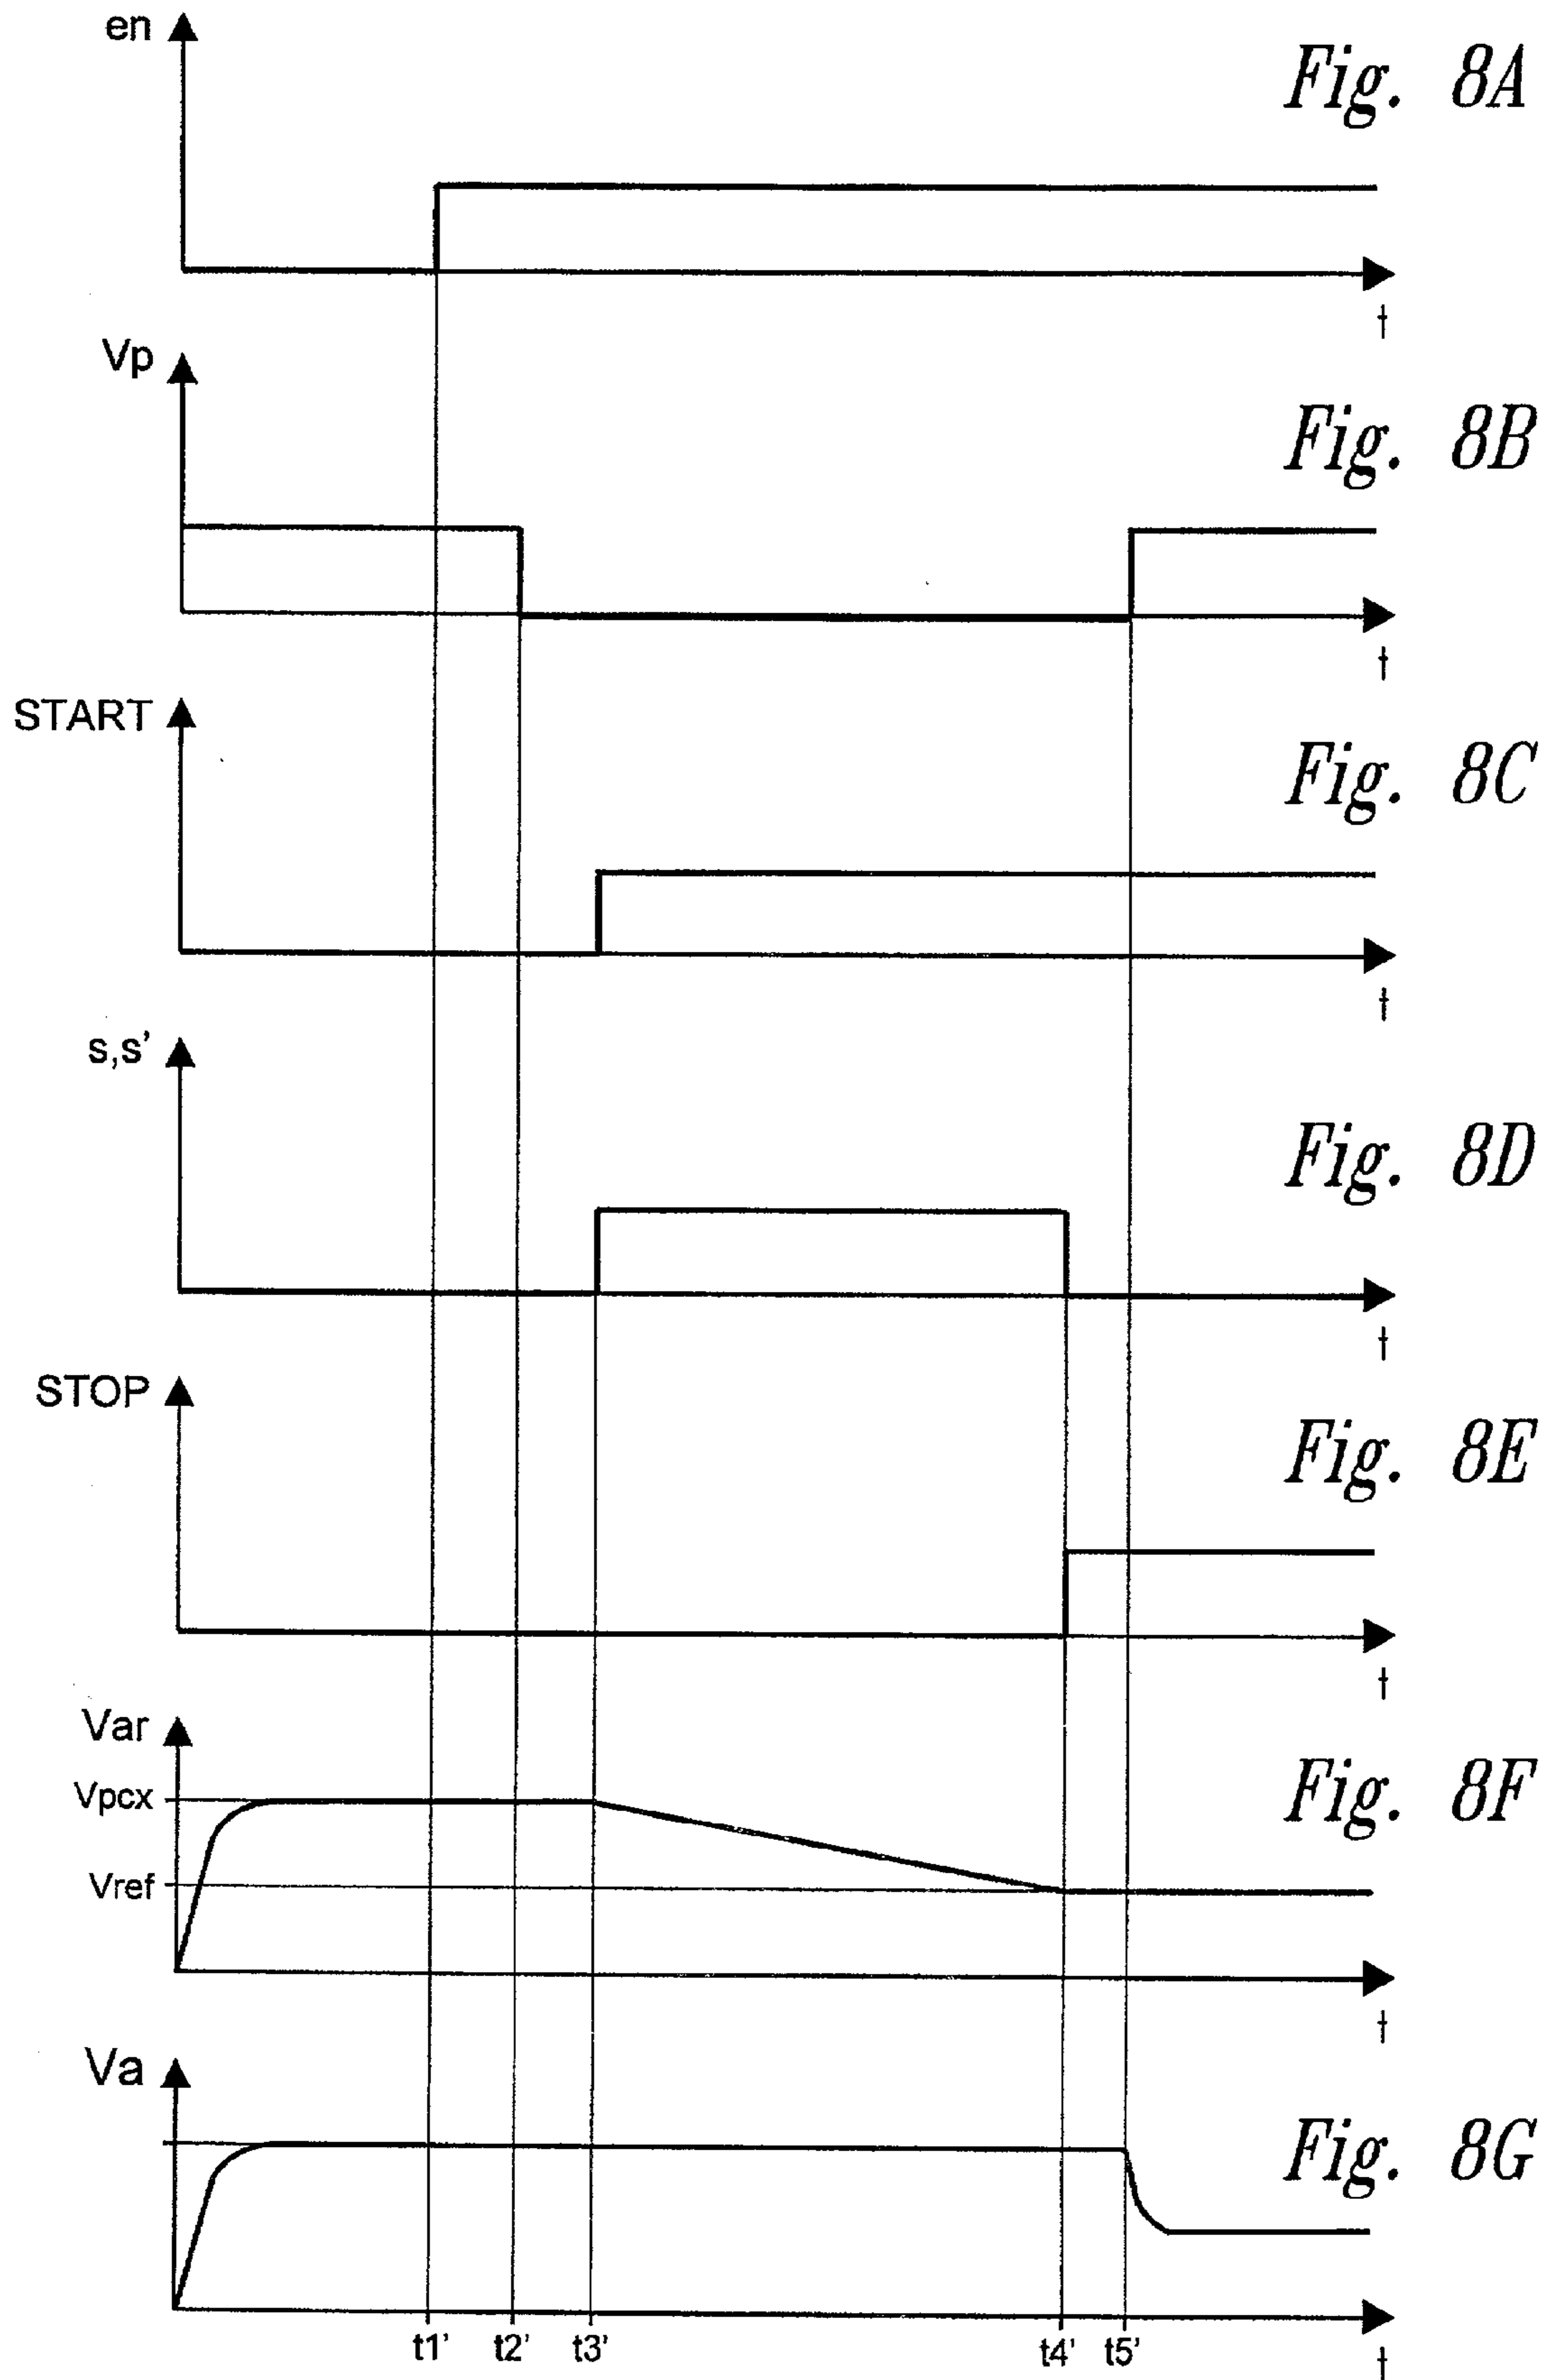 en
Fig. 8A
t
Vp
Fig. 8B
t
START
Fig. 8C
t
s,s'
Fig. 8D
t
STOP
Fig. 8E
t
Var
Vpcx
Fig. 8F
Vref
t
Va
Fig. 8G
t1' t2' t3' t4' t5' t